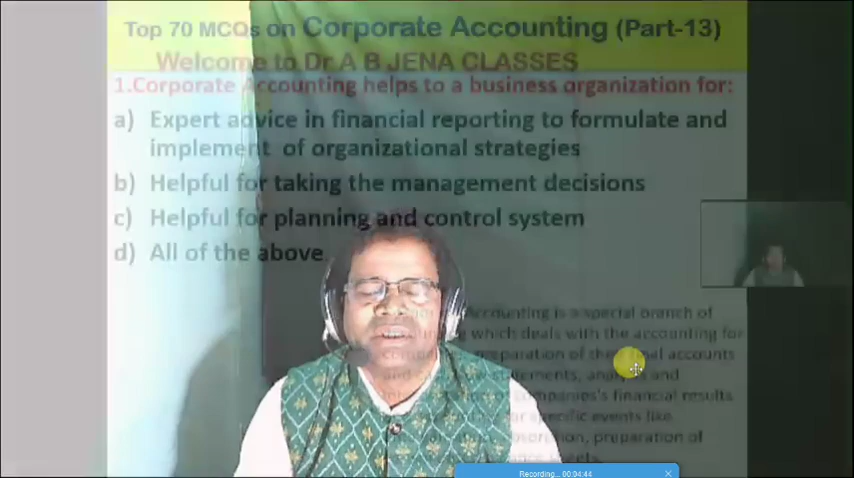 Top 70 MCQs on Corporate Accounting (Part-13)
Welcome to Dr A B JENA CLASSES
1.Corporate Accounting helps to a business organization for:
a) Expert advice in financial reporting to formulate and
implement of organizational strategies
b) Helpful for taking the management decisions
c) Helpful for planning and control system
d) All of the above
Accounting is a special branch of
which deals with the accounting for
preparation of accounts
statements, and
financial results
for specific events like
preparation of
sheets.
Recording... 00:04:44